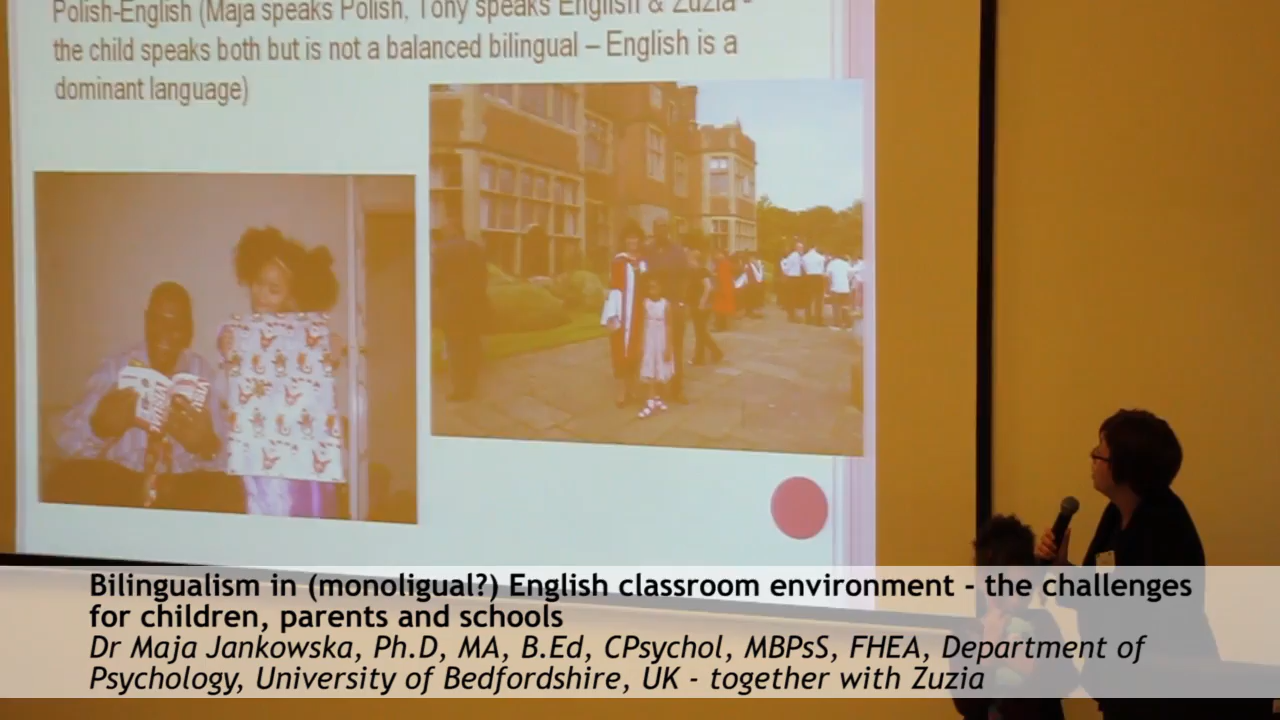 Polish-English (Maja speaks Polish, Tony speaks English & Zuzia -
the child speaks both but is not a balanced bilingual – English is a
dominant language)
Bilingualism in (monoligual?) English classroom environment - the challenges
for children, parents and schools
Dr Maja Jankowska, Ph.D, MA, B.Ed, CPsychol, MBPsS, FHEA, Department of
Psychology, University of Bedfordshire, UK - together with Zuzia